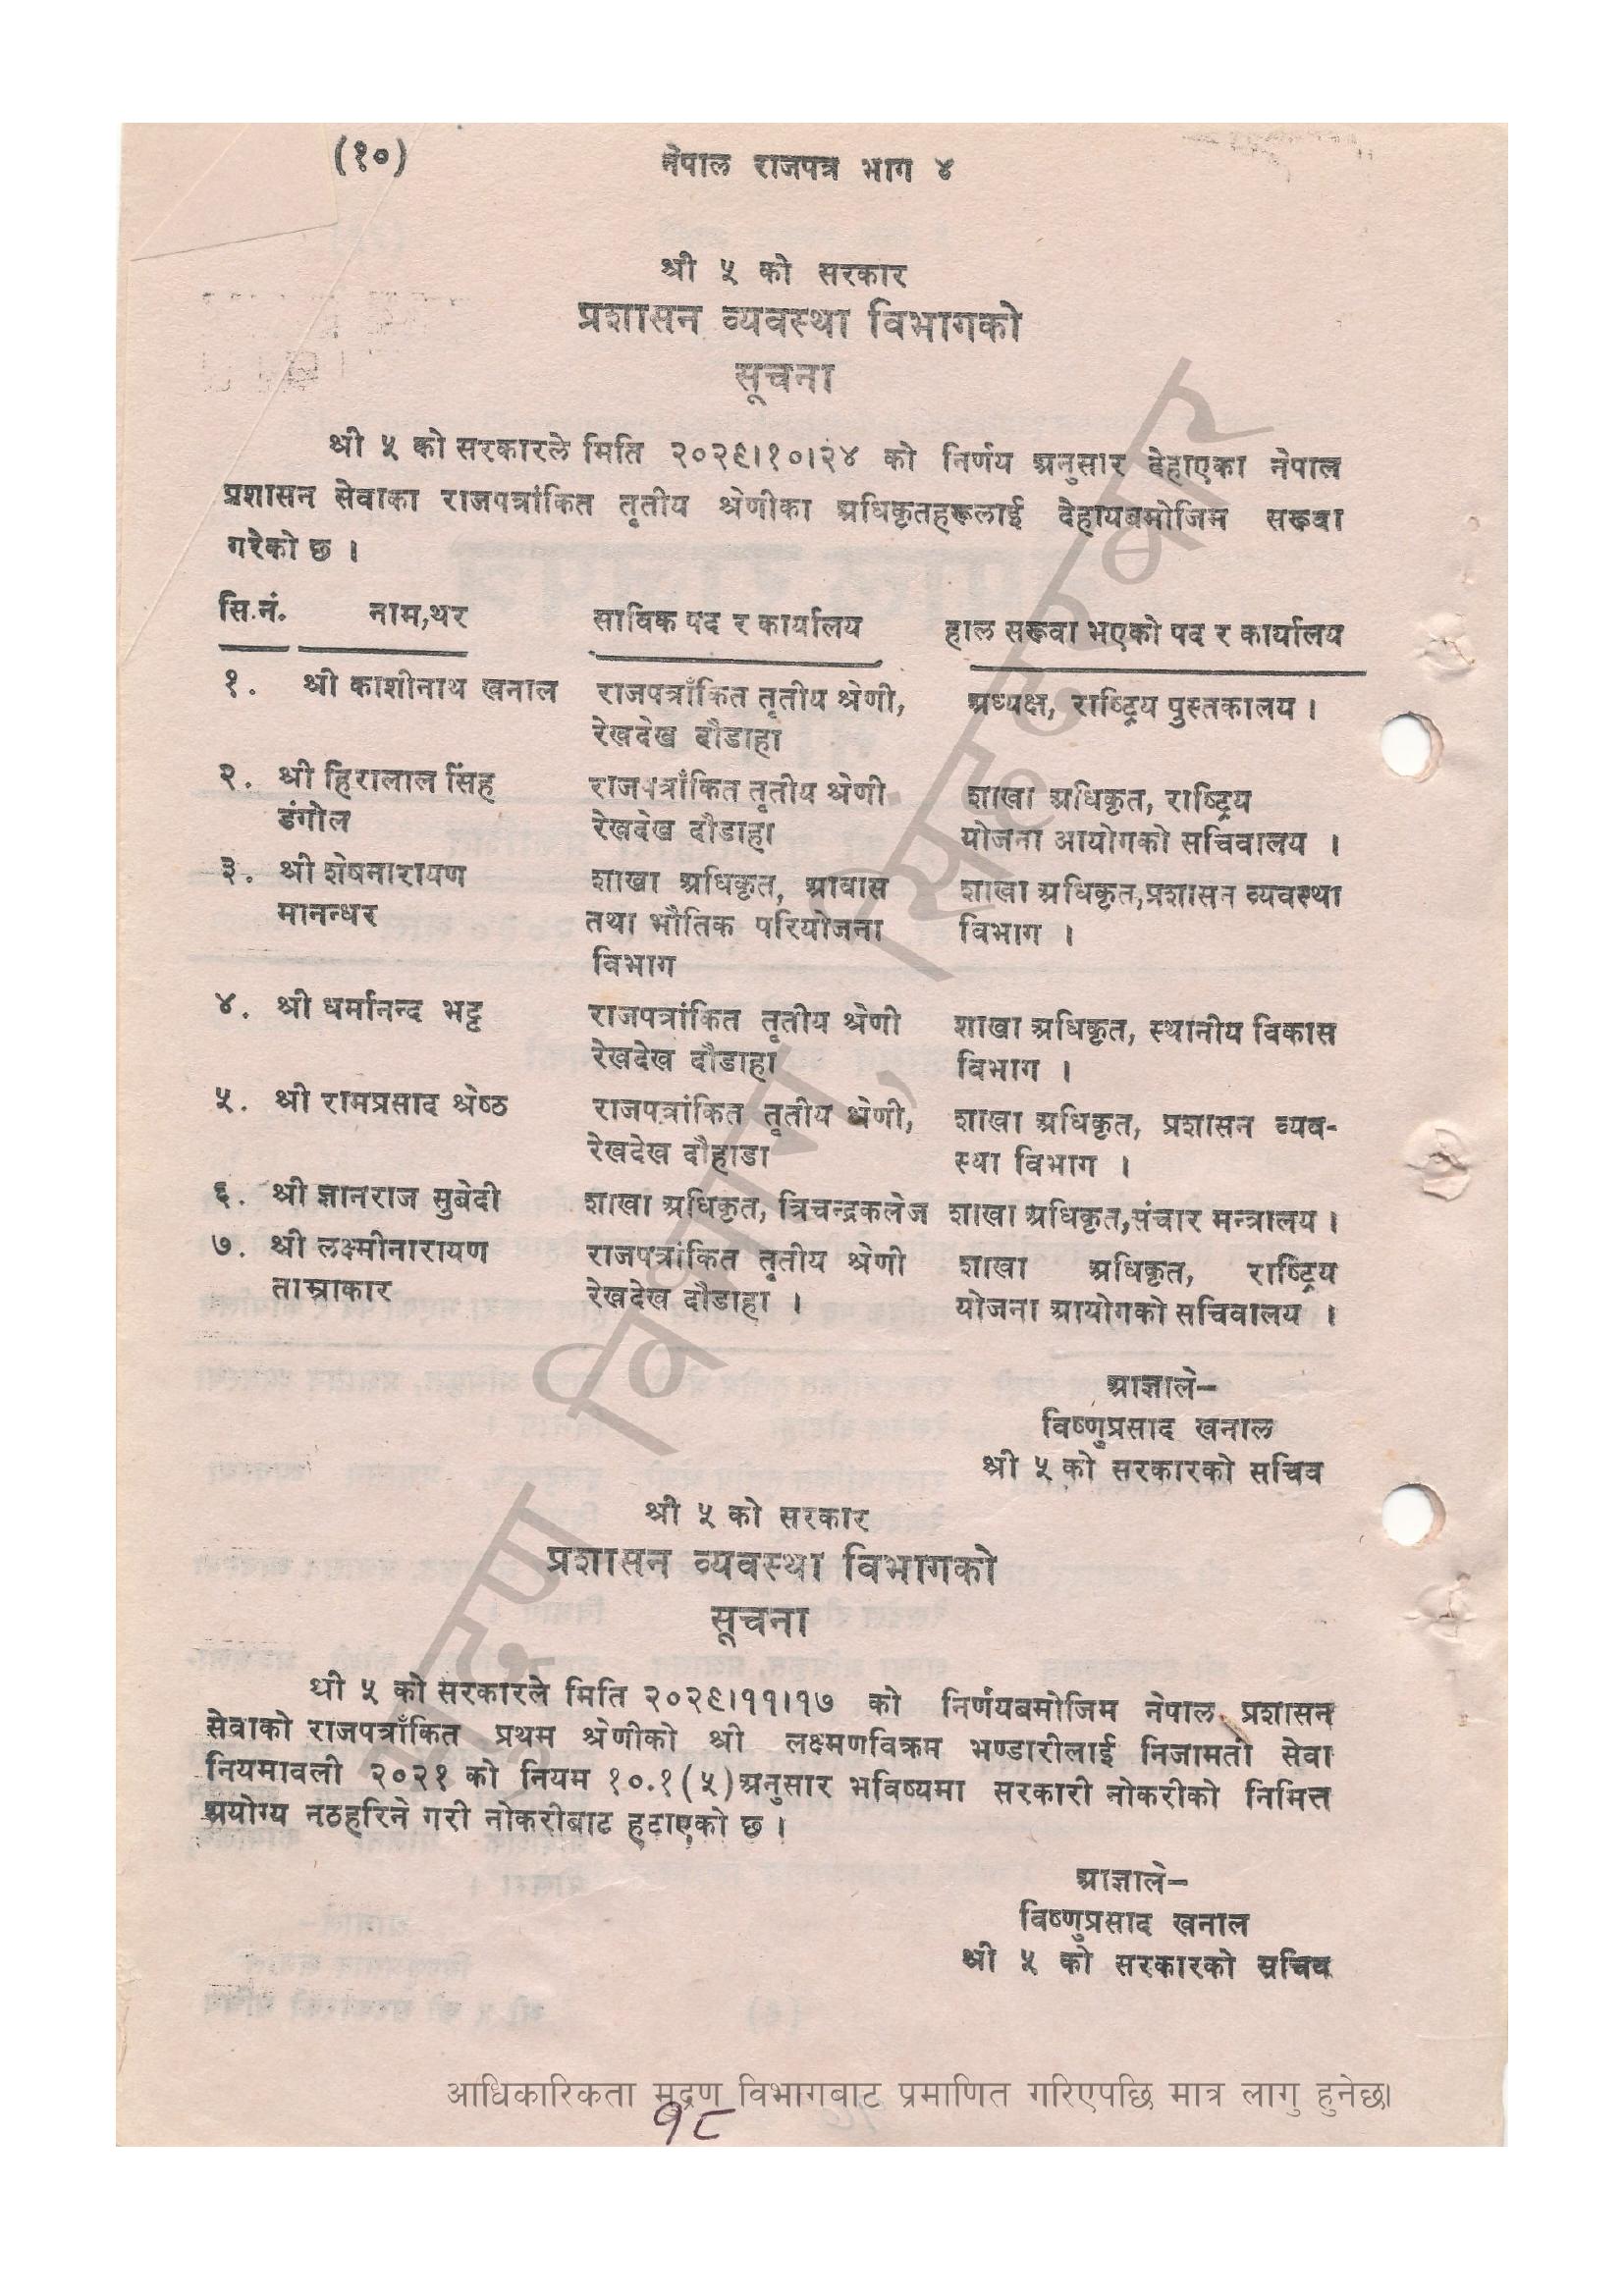 (१०)
नेपाल राजपत्र भाग ४
श्री ५ को सरकार
प्रशासन व्यवस्था विभागको
सूचना
श्री ५ को सरकारले मिति २०२९।१०।२४ को निर्णय अनुसार देहाएका नेपाल
प्रशासन सेवाका राजपत्रांकित तृतीय श्रेणीका अधिकृतहरूलाई देहायबमोजिम सरूवा
गरेको छ ।
सि.नं. नाम,थर साविक पद र कार्यालय हाल सरूवा भएको पद र कार्यालय
१. श्री काशीनाथ खनाल राजपत्राँकित तृतीय श्रेणी, अध्यक्ष, राष्ट्रिय पुस्तकालय ।
रेखदेख दौडाहा
२. श्री हिरालाल सिंह राजपत्राँकित तृतीय श्रेणी शाखा अधिकृत, राष्ट्रिय
डंगोल रेखदेख दौडाहा योजना आयोगको सचिवालय ।
३. श्री शेषनारायण शाखा अधिकृत, आवास शाखा अधिकृत,प्रशासन व्यवस्था
मानन्धर तथा भौतिक परियोजना विभाग ।
विभाग
४. श्री धर्मानन्द भट्ट राजपत्रांकित तृतीय श्रेणी शाखा अधिकृत, स्थानीय विकास
रेखदेख दौडाहा विभाग ।
५. श्री रामप्रसाद श्रेष्ठ राजपत्रांकित तृतीय श्रेणी, शाखा अधिकृत, प्रशासन व्यव-
रेखदेख दौहाडा स्था विभाग ।
६. श्री ज्ञानराज सुबेदी शाखा अधिकृत, त्रिचन्द्रकलेज शाखा अधिकृत,संचार मन्त्रालय ।
७. श्री लक्ष्मीनारायण राजपत्रांकित तृतीय श्रेणी शाखा अधिकृत, राष्ट्रिय
ताम्राकार रेखदेख दौडाहा । योजना आयोगको सचिवालय ।
आज्ञाले–
विष्णुप्रसाद खनाल
श्री ५ को सरकारको सचिव
श्री ५ को सरकार
प्रशासन व्यवस्था विभागको
सूचना
श्री ५ को सरकारले मिति २०२९।११।१७ को निर्णयबमोजिम नेपाल प्रशासन
सेवाको राजपत्राँकित प्रथम श्रेणीको श्री लक्ष्मणविक्रम भण्डारीलाई निजामती सेवा
नियमावली २०२१ को नियम १०.१(५)अनुसार भविष्यमा सरकारी नोकरीको निमित्त
अयोग्य नठहरिने गरी नोकरीबाट हटाएको छ ।
आज्ञाले–
विष्णुप्रसाद खनाल
श्री ५ को सरकारको सचिव
मुद्रण विभाग, सिंहदरबार
आधिकारिकता मुद्रण विभागबाट प्रमाणित गरिएपछि मात्र लागु हुनेछ।
१८